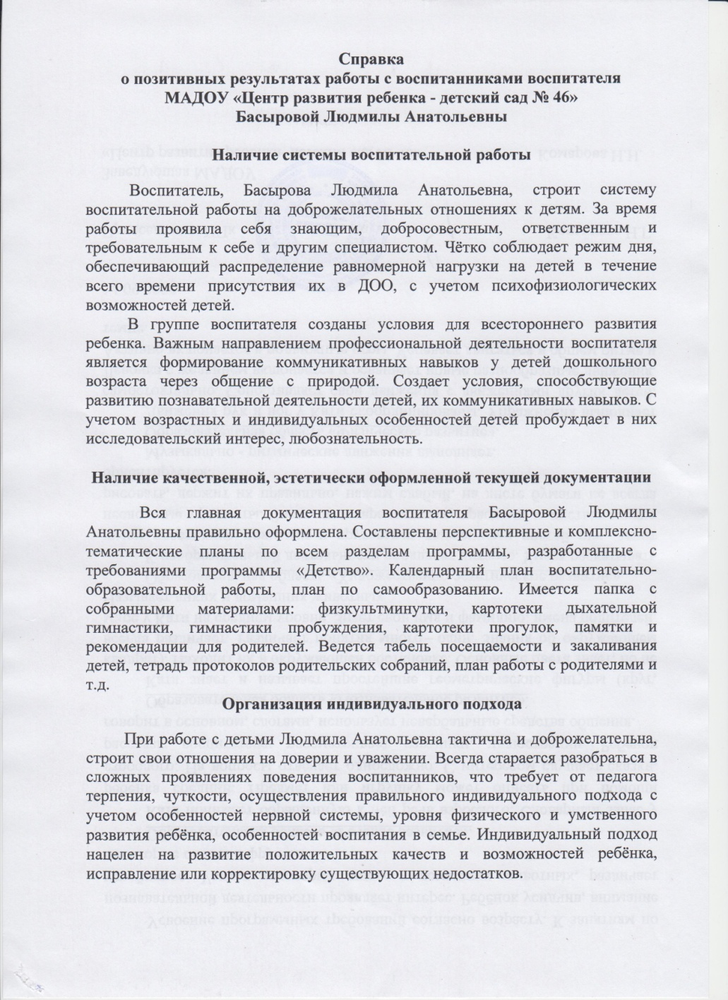 Справка
о позитивных результатах работы с воспитанниками воспитателя
МАДОУ «Центр развития ребенка - детский сад № 46»
Басыровой Людмилы Анатольевны
Наличие системы воспитательной работы
Воспитатель, Басырова Людмила Анатольевна, строит систему
воспитательной работы на доброжелательных отношениях к детям. За время
работы проявила себя знающим, добросовестным, ответственным и
требовательным к себе и другим специалистом. Чётко соблюдает режим дня,
обеспечивающий распределение равномерной нагрузки на детей в течение
всего времени присутствия их в ДОО, с учетом психофизиологических
возможностей детей.
В группе воспитателя созданы условия для всестороннего развития
ребенка. Важным направлением профессиональной деятельности воспитателя
является формирование коммуникативных навыков у детей дошкольного
возраста через общение с природой. Создает условия, способствующие
развитию познавательной деятельности детей, их коммуникативных навыков. С
учетом возрастных и индивидуальных особенностей детей пробуждает в них
исследовательский интерес, любознательность.
Наличие качественной, эстетически оформленной текущей документации
Вся главная документация воспитателя Басыровой Людмилы
Анатольевны правильно оформлена. Составлены перспективные и комплексно-
тематические планы по всем разделам программы, разработанные с
требованиями программы «Детство». Календарный план воспитательно-
образовательной работы, план по самообразованию. Имеется папка с
собранными материалами: физкультминутки, картотеки дыхательной
гимнастики, гимнастики пробуждения, картотеки прогулок, памятки и
рекомендации для родителей. Ведется табель посещаемости и закаливания
детей, тетрадь протоколов родительских собраний, план работы с родителями и
т.д.
Организация индивидуального подхода
При работе с детьми Людмила Анатольевна тактична и доброжелательна,
строит свои отношения на доверии и уважении. Всегда старается разобраться в
сложных проявлениях поведения воспитанников, что требует от педагога
терпения, чуткости, осуществления правильного индивидуального подхода с
учетом особенностей нервной системы, уровня физического и умственного
развития ребёнка, особенностей воспитания в семье. Индивидуальный подход
нацелен на развитие положительных качеств и возможностей ребёнка,
исправление или корректировку существующих недостатков.